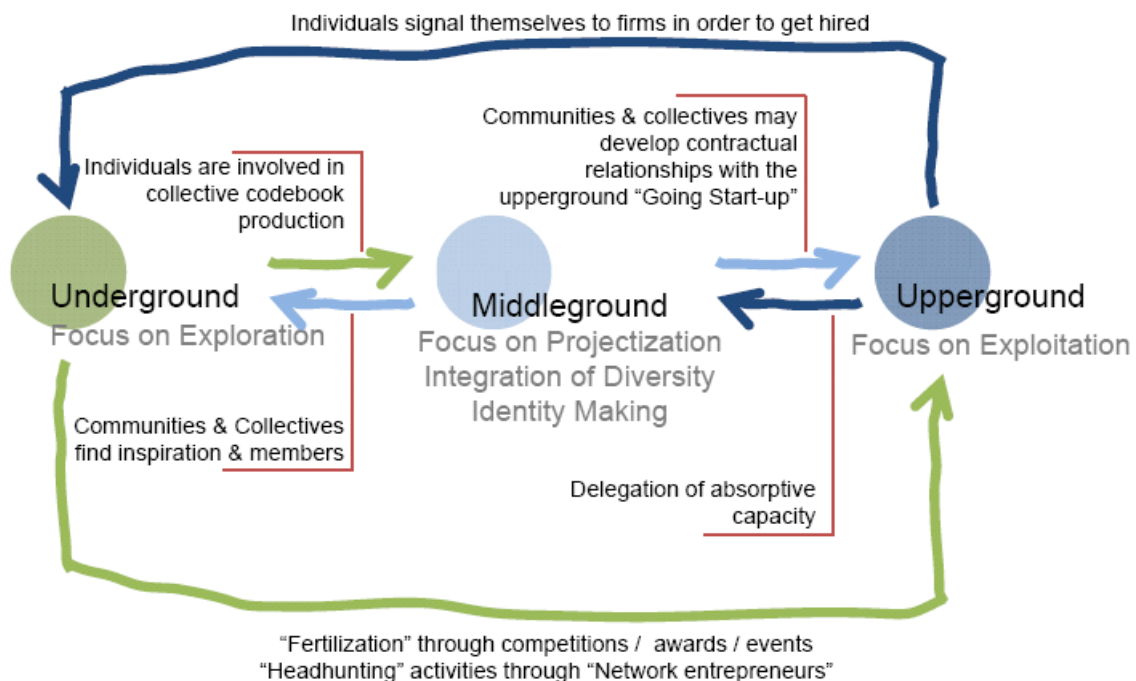 Individuals signal themselves to firms in order to get hired
Individuals are involved in
collective codebook
production
Communities & collectives may
develop contractual
relationships with the
upperground “Going Start-up”
Underground
Focus on Exploration
Middleground
Focus on Projectization
Integration of Diversity
Identity Making
Upperground
Focus on Exploitation
Communities & Collectives
find inspiration & members
Delegation of absorptive
capacity
“Fertilization” through competitions / awards / events
“Headhunting” activities through “Network entrepreneurs”